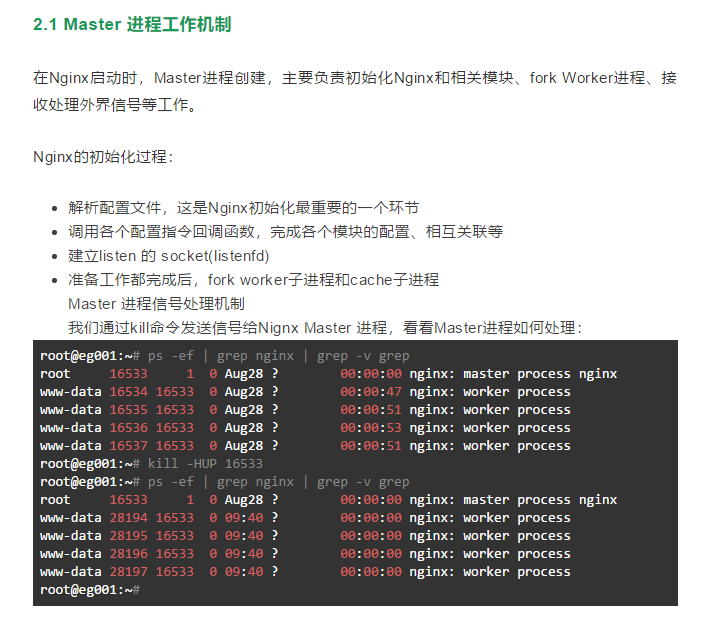 2.1 Master 进程工作机制
在Nginx启动时，Master进程创建，主要负责初始化Nginx和相关模块、fork Worker进程、接
收处理外界信号等工作。
Nginx的初始化过程：
• 解析配置文件，这是Nginx初始化最重要的一个环节
• 调用各个配置指令回调函数，完成各个模块的配置、相互关联等
• 建立listen 的 socket(listenfd)
• 准备工作都完成后，fork worker子进程和cache子进程
Master 进程信号处理机制
我们通过kill命令发送信号给Nignx Master 进程，看看Master进程如何处理：
root@eg001:~# ps -ef | grep nginx | grep -v grep
root     16533     1  0 Aug28 ?        00:00:00 nginx: master process nginx
www-data 16534 16533  0 Aug28 ?        00:00:47 nginx: worker process
www-data 16535 16533  0 Aug28 ?        00:00:51 nginx: worker process
www-data 16536 16533  0 Aug28 ?        00:00:53 nginx: worker process
www-data 16537 16533  0 Aug28 ?        00:00:51 nginx: worker process
root@eg001:~# kill -HUP 16533
root@eg001:~# ps -ef | grep nginx | grep -v grep
root     16533     1  0 Aug28 ?        00:00:00 nginx: master process nginx
www-data 28194 16533  0 09:40 ?        00:00:00 nginx: worker process
www-data 28195 16533  0 09:40 ?        00:00:00 nginx: worker process
www-data 28196 16533  0 09:40 ?        00:00:00 nginx: worker process
www-data 28197 16533  0 09:40 ?        00:00:00 nginx: worker process
root@eg001:~#